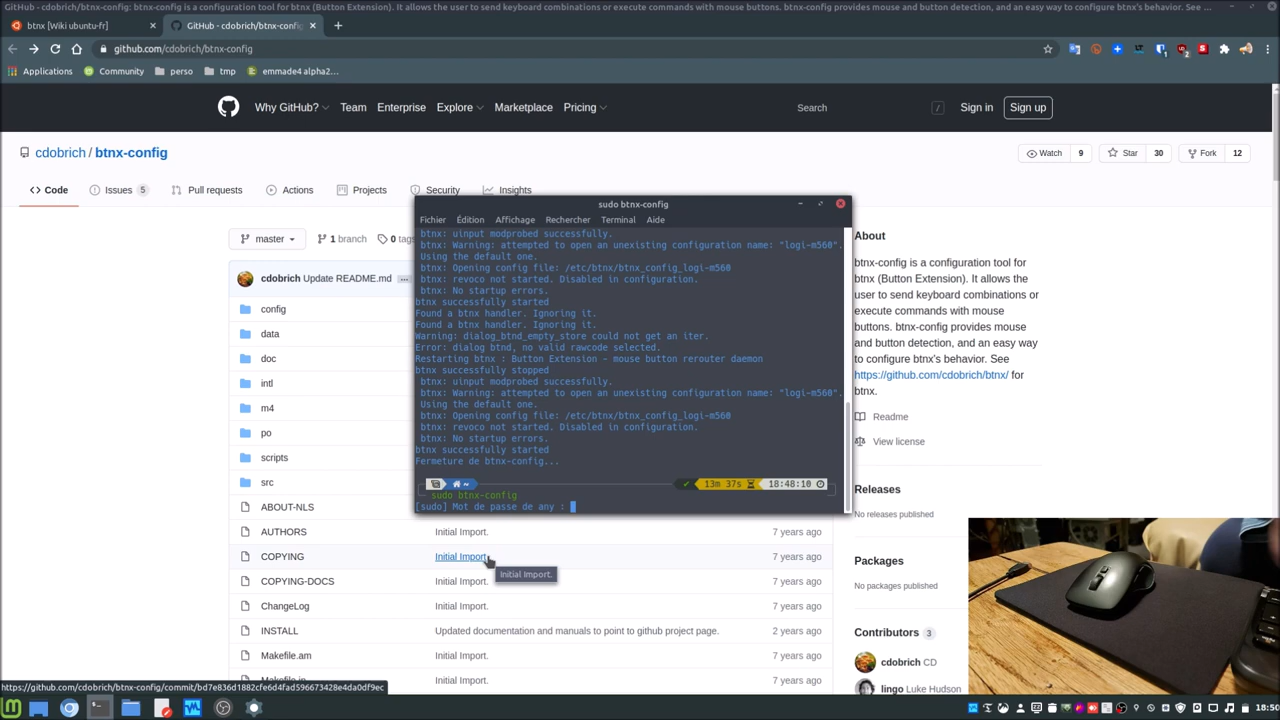 GitHub - cdobrich/btnx-config: btnx-config is a configuration tool for btnx (Button Extension). It allows the user to send keyboard combinations or execute commands with mouse buttons. btnx-config provides mouse and button detection, and an easy way to configure btnx's behavior. See ...
btnx [Wiki ubuntu-fr]
GitHub - cdobrich/btnx-config
github.com/cdobrich/btnx-config
Applications
Community
perso
tmp
emmade4 alpha2...
Why GitHub?
Team
Enterprise
Explore
Marketplace
Pricing
Search
/
Sign in
Sign up
cdobrich / btnx-config
Watch 9
Star 30
Fork 12
Code
Issues 5
Pull requests
Actions
Projects
Security
Insights
master
1 branch
0 tags
cdobrich Update README.md ...
config
data
doc
intl
m4
po
scripts
src
ABOUT-NLS
AUTHORS Initial Import. 7 years ago
COPYING Initial Import. 7 years ago
COPYING-DOCS Initial Import. 7 years ago
ChangeLog Initial Import. 7 years ago
INSTALL Updated documentation and manuals to point to github project page. 2 years ago
Makefile.am Initial Import. 7 years ago
Makefile.in Initial Import. 7 years ago
Initial Import.
sudo btnx-config
Fichier Édition Affichage Rechercher Terminal Aide
btnx: uinput modprobed successfully.
btnx: Warning: attempted to open an unexisting configuration name: "logi-m560".
Using the default one.
btnx: Opening config file: /etc/btnx/btnx_config_logi-m560
btnx: revoco not started. Disabled in configuration.
btnx: No startup errors.
btnx successfully started
Found a btnx handler. Ignoring it.
Found a btnx handler. Ignoring it.
Warning: dialog_btnd_empty_store could not get an iter.
Error: dialog btnd, no valid rawcode selected.
Restarting btnx : Button Extension - mouse button rerouter daemon
btnx successfully stopped
btnx: uinput modprobed successfully.
btnx: Warning: attempted to open an unexisting configuration name: "logi-m560".
Using the default one.
btnx: Opening config file: /etc/btnx/btnx_config_logi-m560
btnx: revoco not started. Disabled in configuration.
btnx: No startup errors.
btnx successfully started
Fermeture de btnx-config...
~ ✔ 13m 37s 18:48:10
sudo btnx-config
[sudo] Mot de passe de any :
About
btnx-config is a configuration tool for
btnx (Button Extension). It allows the
user to send keyboard combinations or
execute commands with mouse
buttons. btnx-config provides mouse
and button detection, and an easy way
to configure btnx's behavior. See
https://github.com/cdobrich/btnx/ for
btnx.
Readme
View license
Releases
No releases published
Packages
No packages published
Contributors 3
cdobrich CD
lingo Luke Hudson
https://github.com/cdobrich/btnx-config/commit/bd7e836d1882cfe6d4fad596673428e4da0df9ec
18:50